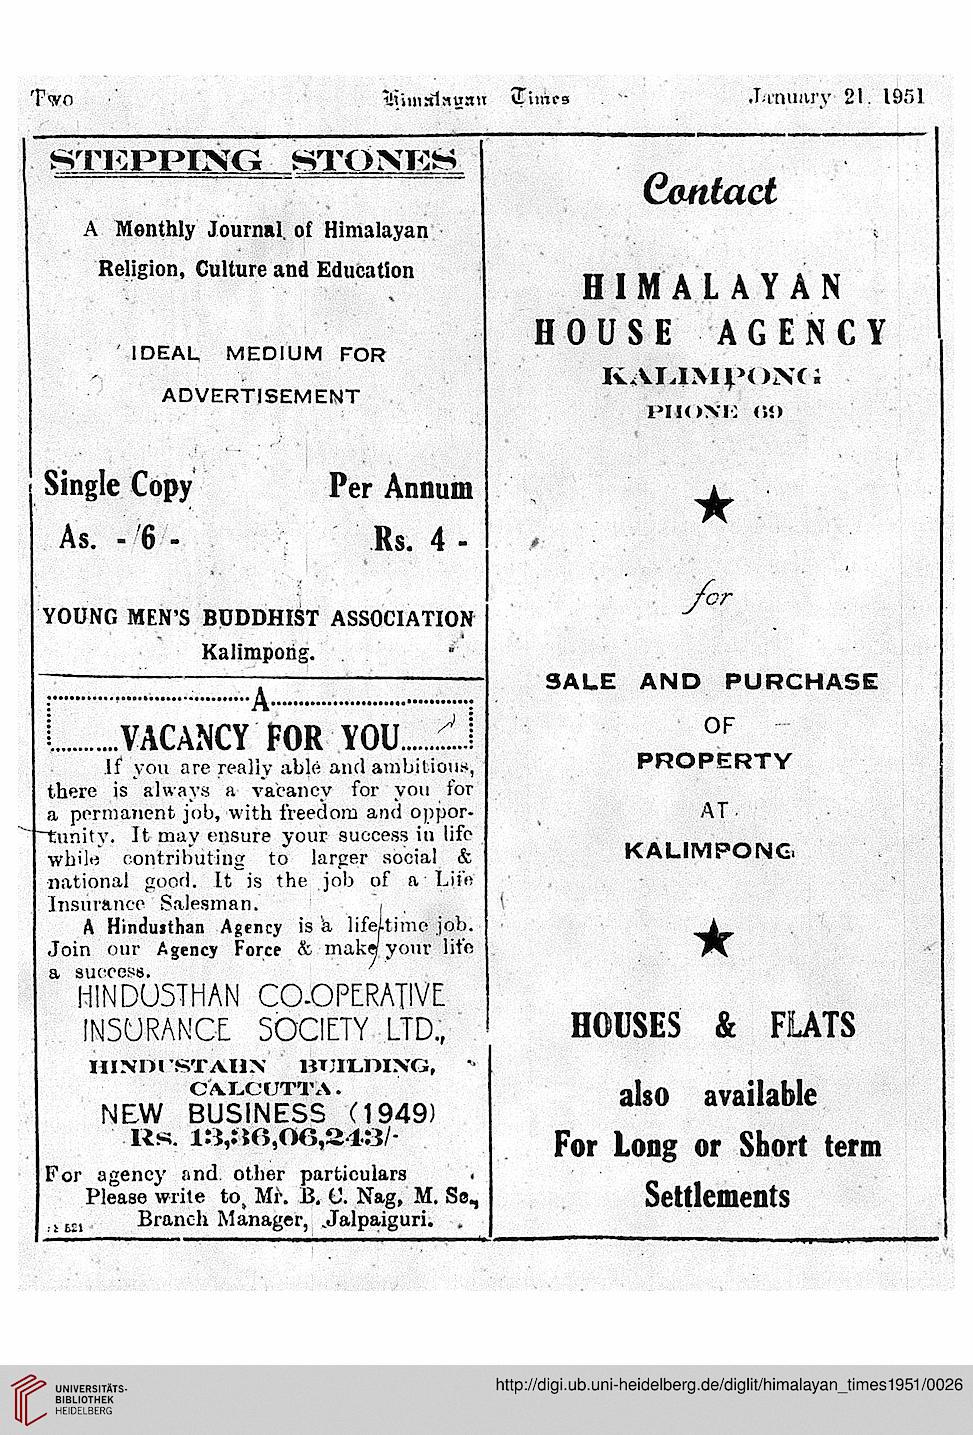 Two Himalayan Times January 21, 1951
STEPPING STONES
A Monthly Journal of Himalayan
Religion, Culture and Education
IDEAL MEDIUM FOR
ADVERTISEMENT
Single Copy Per Annum
As. -/6/- Rs. 4 -
YOUNG MEN'S BUDDHIST ASSOCIATION
Kalimpong.
A
VACANCY FOR YOU
If you are really able and ambitious,
there is always a vacancy for you for
a permanent job, with freedom and oppor-
tunity. It may ensure your success in life
while contributing to larger social &
national good. It is the job of a Life
Insurance Salesman.
A Hindusthan Agency is a life-time job.
Join our Agency Force & make your life
a success.
HINDUSTHAN CO-OPERATIVE
INSURANCE SOCIETY LTD.,
HINDUSTAHN BUILDING,
CALCUTTA.
NEW BUSINESS (1949)
Rs. 13,36,06,243/-
For agency and other particulars
Please write to, Mr. B. C. Nag, M. Sc.,
Branch Manager, Jalpaiguri.
Contact
HIMALAYAN
HOUSE AGENCY
KALIMPONG
PHONE 69
for
SALE AND PURCHASE
OF
PROPERTY
AT
KALIMPONG
HOUSES & FLATS
also available
For Long or Short term
Settlements
UNIVERSITÄTS-
BIBLIOTHEK
HEIDELBERG
http://digi.ub.uni-heidelberg.de/diglit/himalayan_times1951/0026